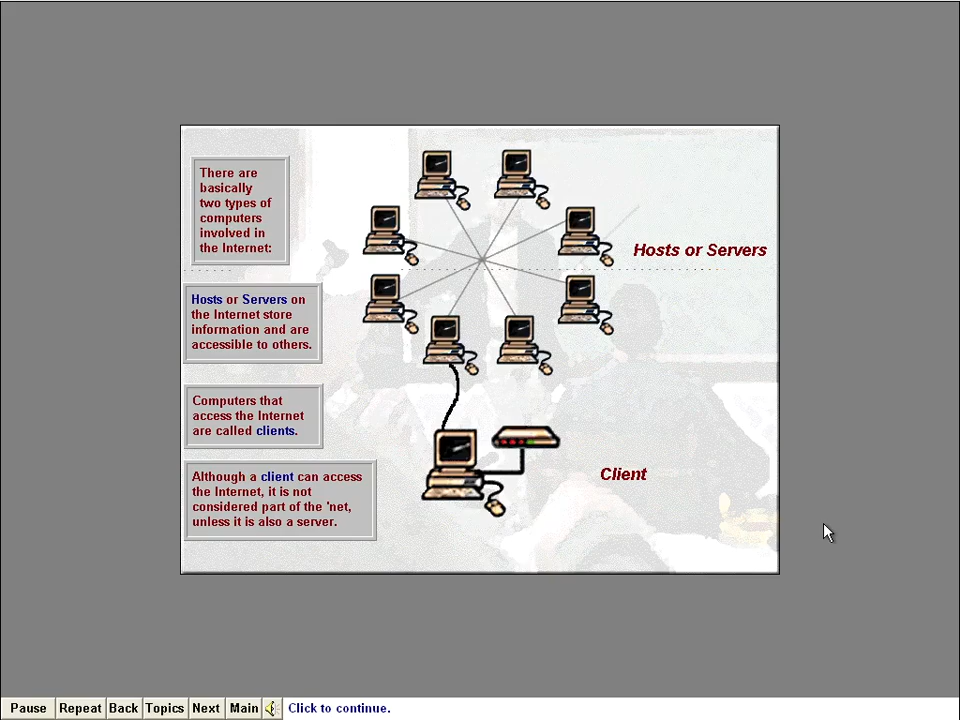 There are
basically
two types of
computers
involved in
the Internet:
Hosts or Servers
Hosts or Servers on
the Internet store
information and are
accessible to others.
Computers that
access the Internet
are called clients.
Although a client can access
the Internet, it is not
considered part of the 'net,
unless it is also a server.
Client
Pause Repeat Back Topics Next Main Click to continue.